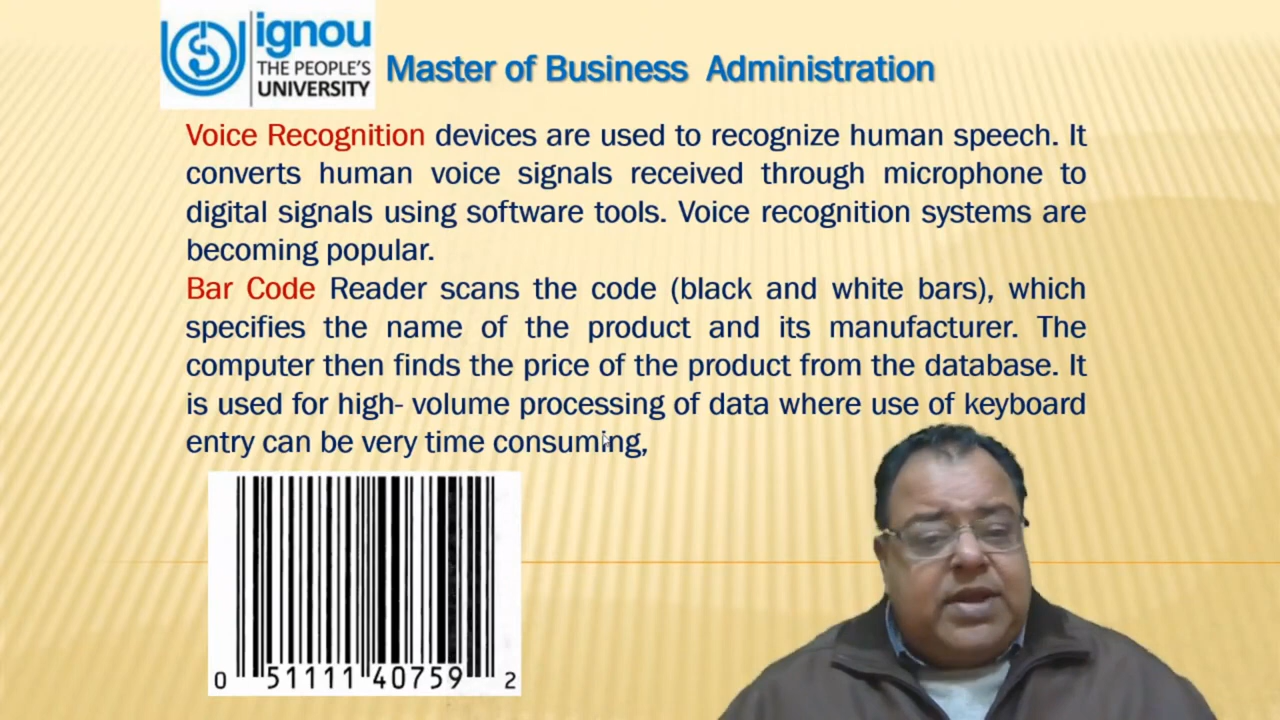 ignou
THE PEOPLE'S
UNIVERSITY
Master of Business Administration
Voice Recognition devices are used to recognize human speech. It
converts human voice signals received through microphone to
digital signals using software tools. Voice recognition systems are
becoming popular.
Bar Code Reader scans the code (black and white bars), which
specifies the name of the product and its manufacturer. The
computer then finds the price of the product from the database. It
is used for high- volume processing of data where use of keyboard
entry can be very time consuming,
0 51111 40759 2